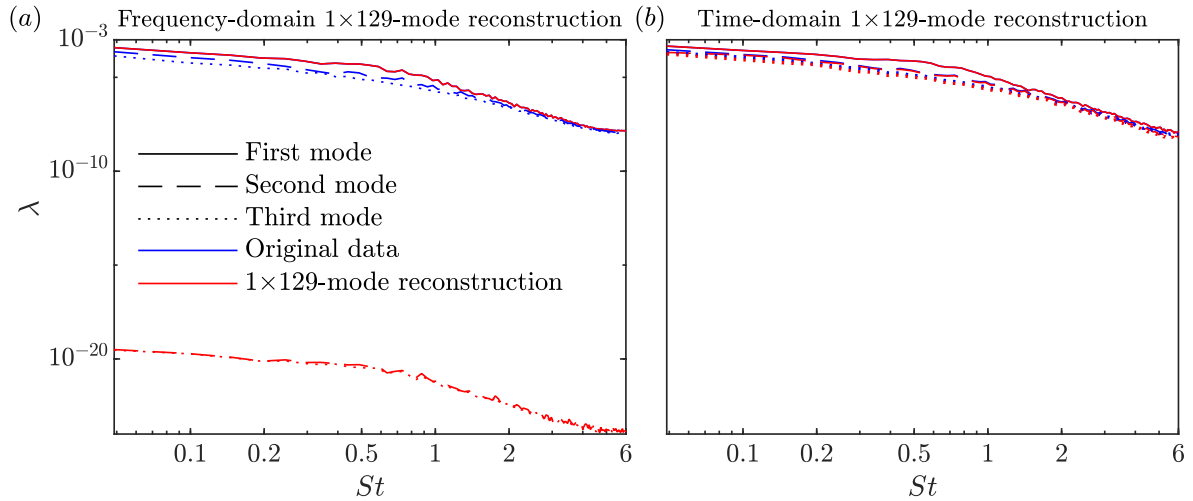 (a) Frequency-domain 1×129-mode reconstruction
10⁻³
10⁻¹⁰
10⁻²⁰
λ
First mode
Second mode
Third mode
Original data
1×129-mode reconstruction
0.1 0.2 0.5 1 2 6
St
(b) Time-domain 1×129-mode reconstruction
0.1 0.2 0.5 1 2 6
St